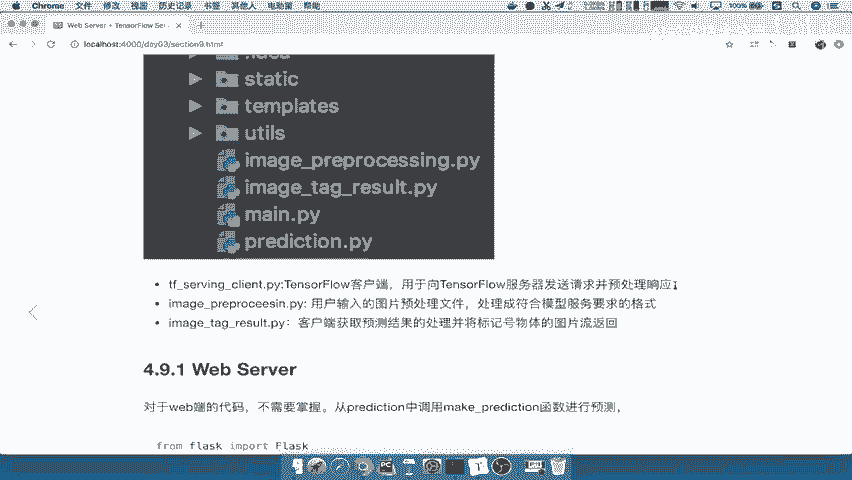 Chrome 文件 修改 视图 历史记录 书签 其他人 电动窗 帮助
100%
Web Server + TensorFlow Ser
localhost:4000/day03/section9.html
.idea
static
templates
utils
image_preprocessing.py
image_tag_result.py
main.py
prediction.py
tf_serving_client.py:TensorFlow客户端，用于向TensorFlow服务器发送请求并预处理响应
image_preproceesin.py: 用户输入的图片预处理文件，处理成符合模型服务要求的格式
image_tag_result.py：客户端获取预测结果的处理并将标记号物体的图片流返回
4.9.1 Web Server
对于web端的代码，不需要掌握。从prediction中调用make_prediction函数进行预测，
from flask import Flask